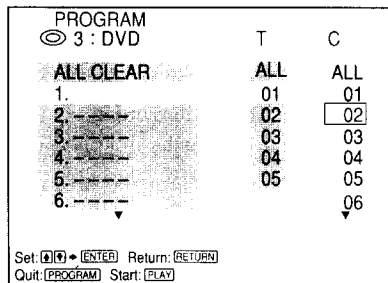 PROGRAM
3 : DVD T C
ALL CLEAR ALL ALL
1. 01 01
2. – – – – – 02 02
3. – – – – – 03 03
4. – – – – – 04 04
5. – – – – – 05 05
6. – – – – – 06
Set: ENTER Return: RETURN
Quit: PROGRAM Start: PLAY